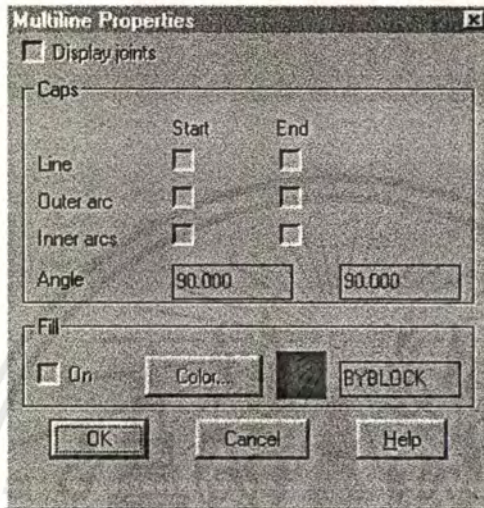 Multiline Properties
Display joints
Caps
Start End
Line
Outer arc
Inner arcs
Angle 90.000 90.000
Fill
On Color... BYBLOCK
OK Cancel Help